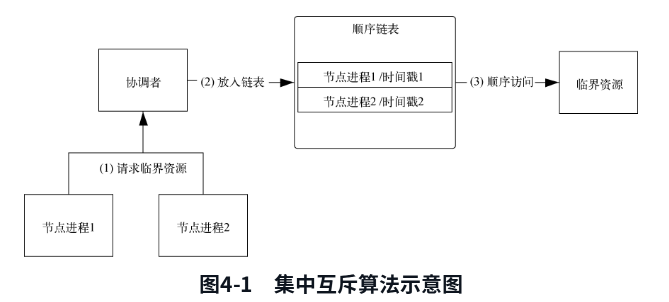 顺序链表
协调者
(2) 放入链表
节点进程1 /时间戳1
节点进程2 /时间戳2
(3) 顺序访问
临界资源
(1) 请求临界资源
节点进程1
节点进程2
图4-1 集中互斥算法示意图